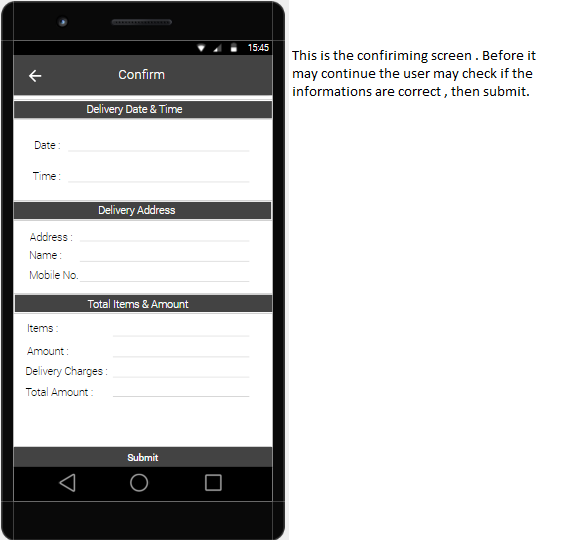 15:45
This is the confiriming screen . Before it
may continue the user may check if the
informations are correct , then submit.
Confirm
Delivery Date & Time
Date :
Time :
Delivery Address
Address :
Name :
Mobile No.
Total Items & Amount
Items :
Amount :
Delivery Charges :
Total Amount :
Submit